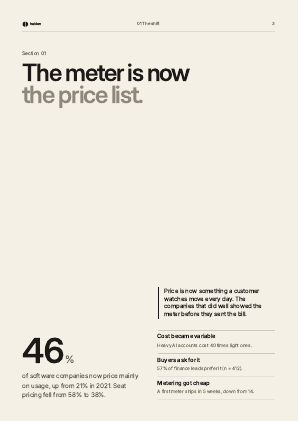 halden
01 The shift
3
Section 01
The meter is now
the price list.
Price is now something a customer
watches move every day. The
companies that did well showed the
meter before they sent the bill.
46%
of software companies now price mainly
on usage, up from 21% in 2021. Seat
pricing fell from 58% to 38%.
Cost became variable
Heavy AI accounts cost 40 times light ones.
Buyers ask for it
57% of finance leads prefer it (n = 412).
Metering got cheap
A first meter ships in 5 weeks, down from 14.